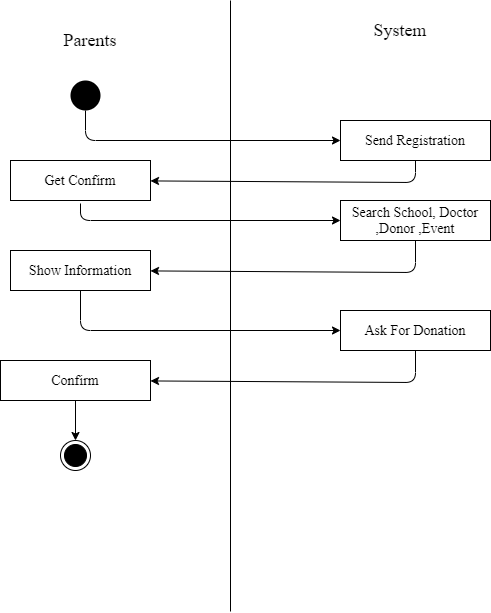 Parents
System
Send Registration
Get Confirm
Search School, Doctor
,Donor ,Event
Show Information
Ask For Donation
Confirm